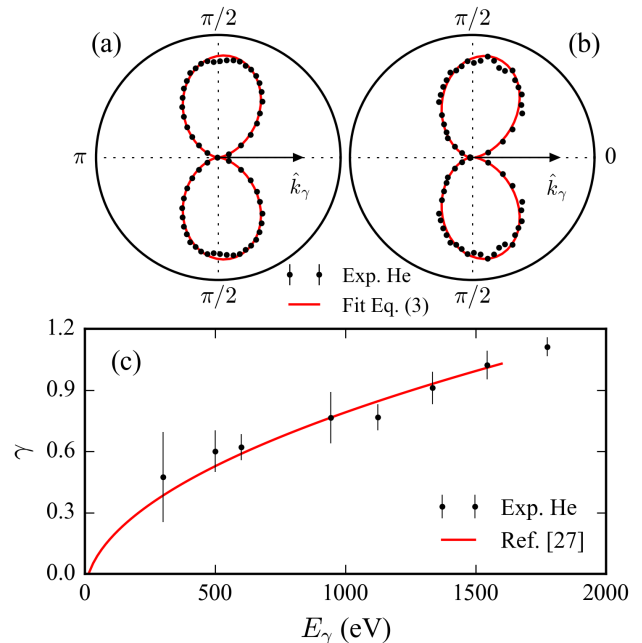 π/2 π/2
(a) (b)
π 0
k̂γ k̂γ
π/2 π/2
Exp. He
Fit Eq. (3)
(c)
1.2
0.9
0.6
0.3
0.0
γ
Exp. He
Ref. [27]
0 500 1000 1500 2000
Eγ (eV)